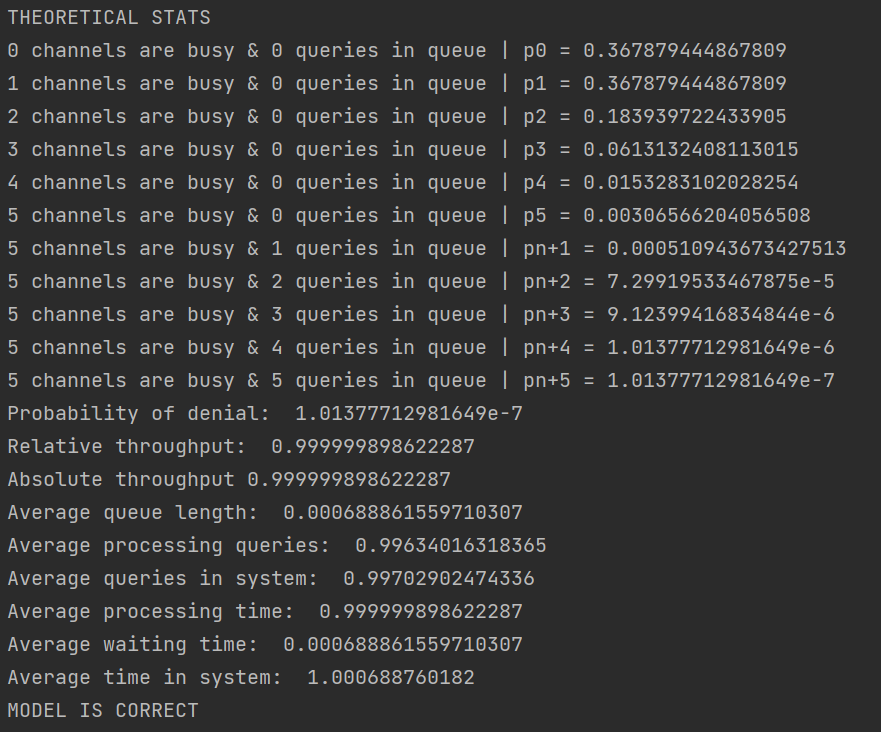 THEORETICAL STATS
0 channels are busy & 0 queries in queue | p0 = 0.367879444867809
1 channels are busy & 0 queries in queue | p1 = 0.367879444867809
2 channels are busy & 0 queries in queue | p2 = 0.183939722433905
3 channels are busy & 0 queries in queue | p3 = 0.0613132408113015
4 channels are busy & 0 queries in queue | p4 = 0.0153283102028254
5 channels are busy & 0 queries in queue | p5 = 0.00306566204056508
5 channels are busy & 1 queries in queue | pn+1 = 0.000510943673427513
5 channels are busy & 2 queries in queue | pn+2 = 7.29919533467875e-5
5 channels are busy & 3 queries in queue | pn+3 = 9.12399416834844e-6
5 channels are busy & 4 queries in queue | pn+4 = 1.01377712981649e-6
5 channels are busy & 5 queries in queue | pn+5 = 1.01377712981649e-7
Probability of denial:  1.01377712981649e-7
Relative throughput:  0.999999898622287
Absolute throughput 0.999999898622287
Average queue length:  0.000688861559710307
Average processing queries:  0.99634016318365
Average queries in system:  0.99702902474336
Average processing time:  0.999999898622287
Average waiting time:  0.000688861559710307
Average time in system:  1.000688760182
MODEL IS CORRECT